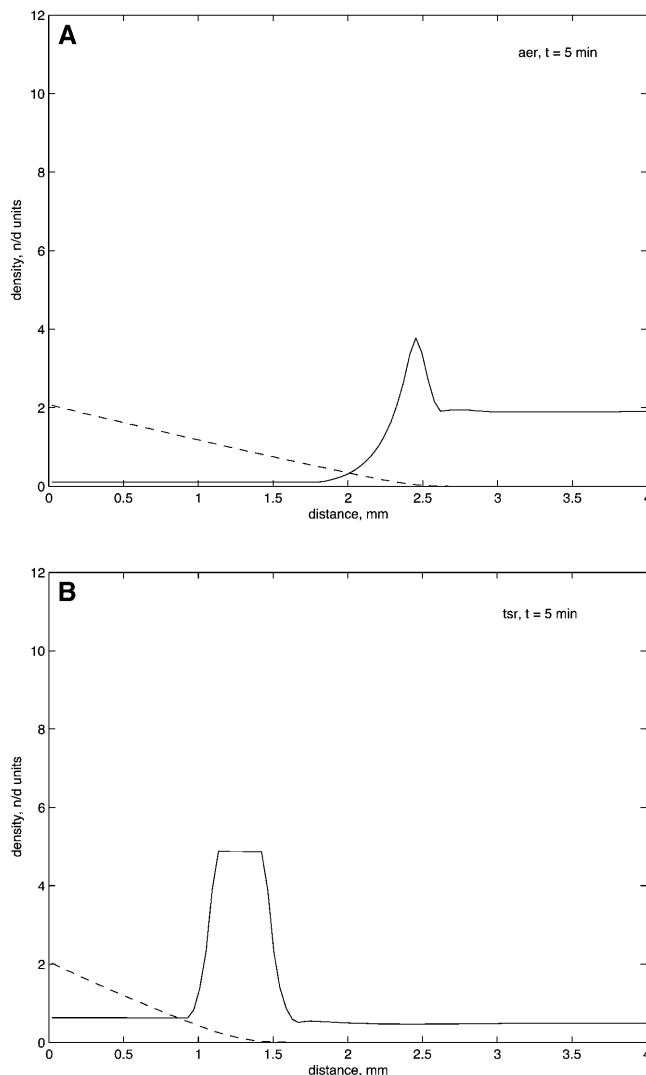 A
aer, t = 5 min
12
10
8
6
4
2
0
density, n/d units
0 0.5 1 1.5 2 2.5 3 3.5 4
distance, mm
B
tsr, t = 5 min
12
10
8
6
4
2
0
density, n/d units
0 0.5 1 1.5 2 2.5 3 3.5 4
distance, mm